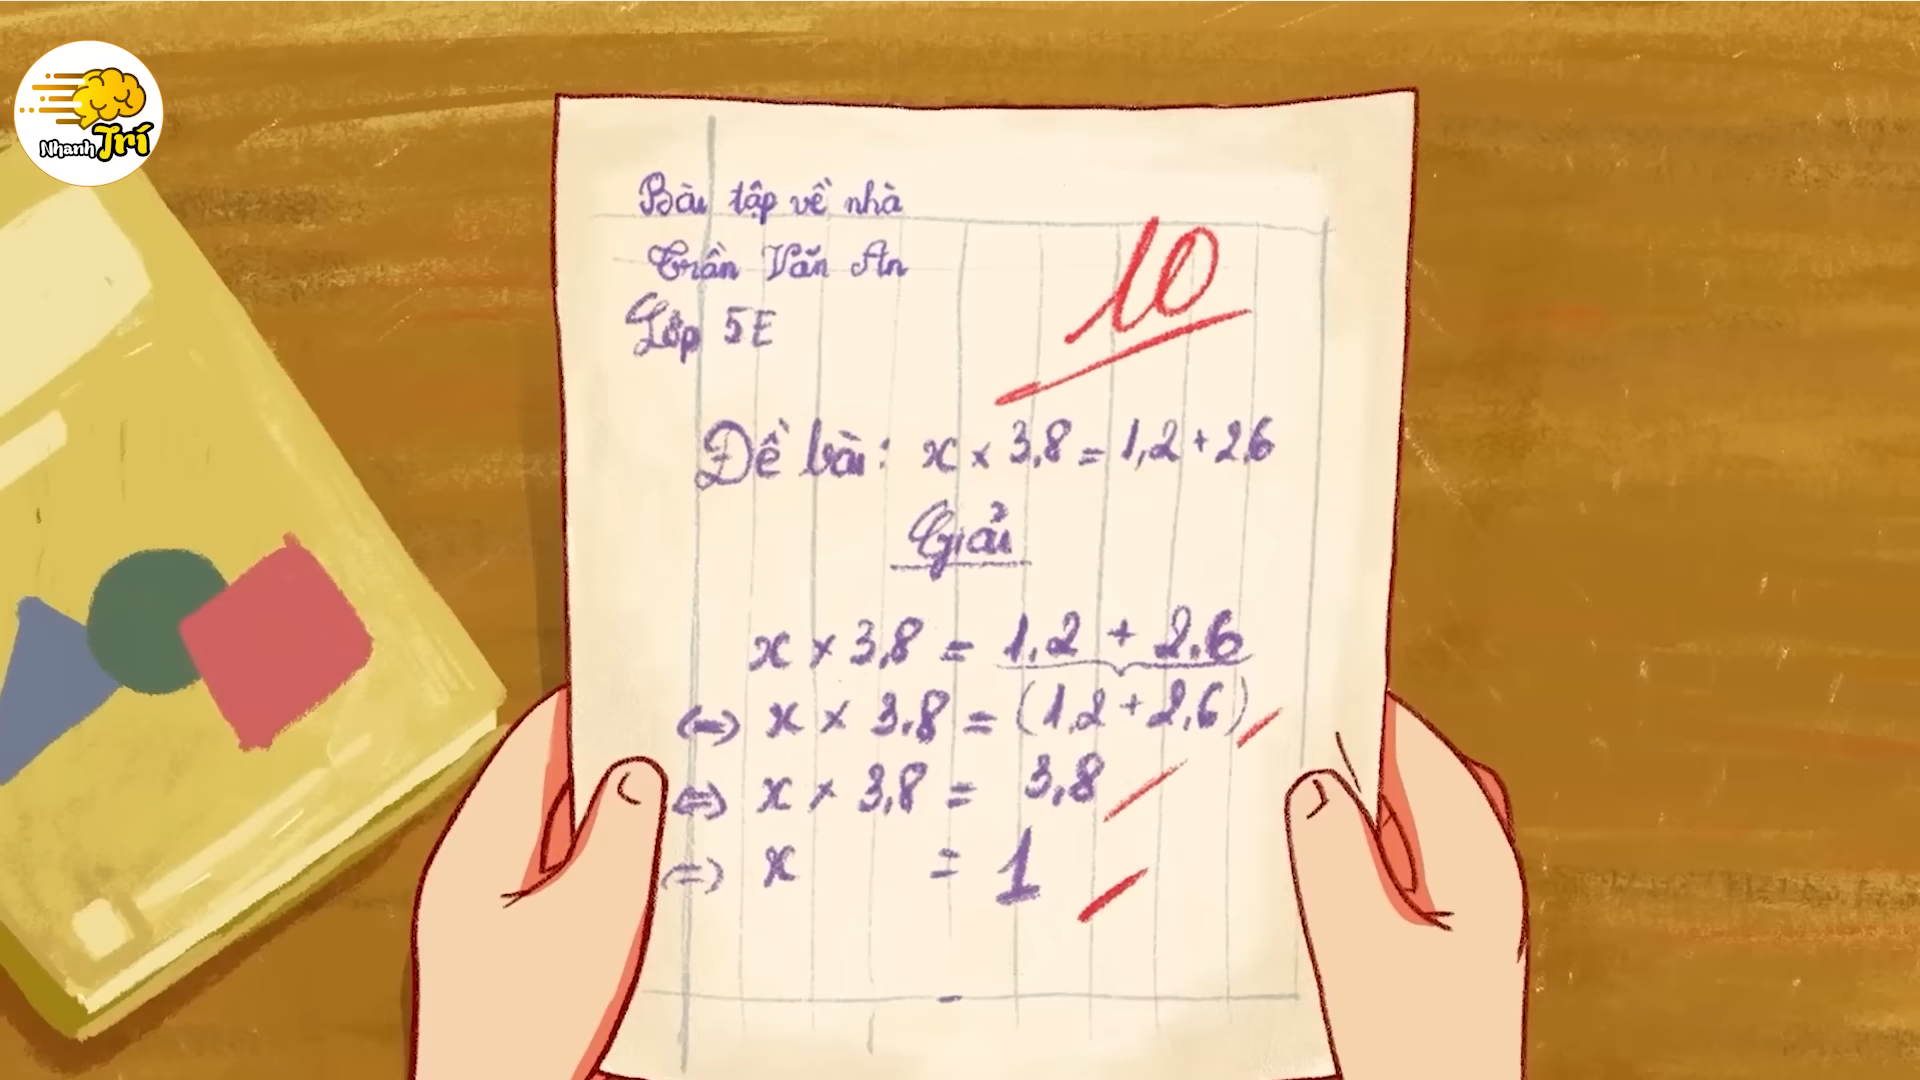 Nhanh Trí
Bài tập về nhà
Trần Văn An
Lớp 5E
10
Đề bài: x × 3,8 = 1,2 + 2,6
Giải
x × 3,8 = 1,2 + 2,6
⇔ x × 3,8 = (1,2 + 2,6)
⇔ x × 3,8 = 3,8
⇔ x = 1